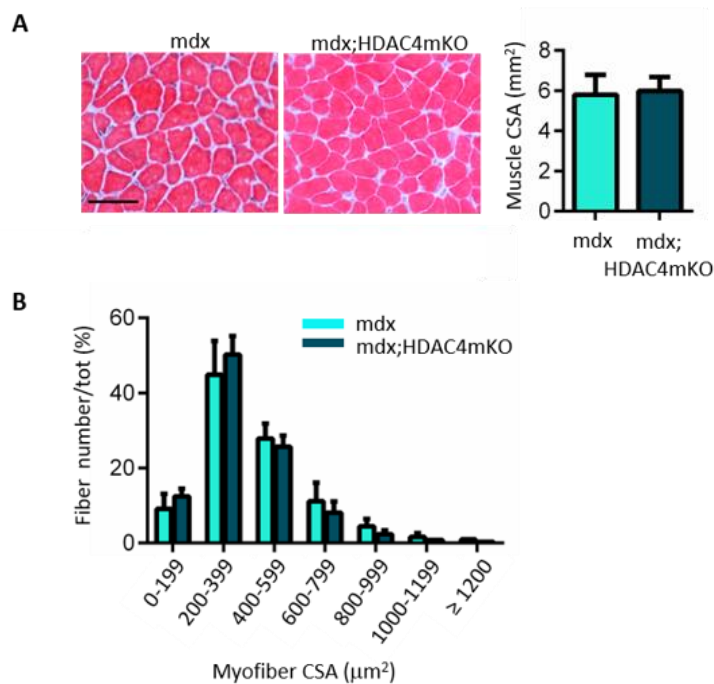 A
mdx
mdx;HDAC4mKO
Muscle CSA (mm²)
8
6
4
2
0
mdx
mdx;
HDAC4mKO
B
Fiber number/tot (%)
60
40
20
0
mdx
mdx;HDAC4mKO
0-199
200-399
400-599
600-799
800-999
1000-1199
≥ 1200
Myofiber CSA (µm²)